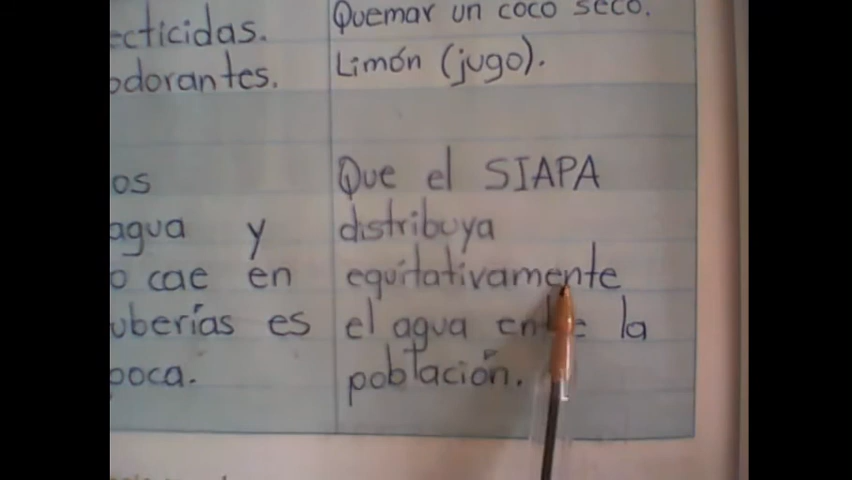 ecticidas.
odorantes.
Quemar un coco seco.
Limón (jugo).
os
agua y
o cae en
uberías es
poca.
Que el SIAPA
distribuya
equitativamente
el agua entre la
población.